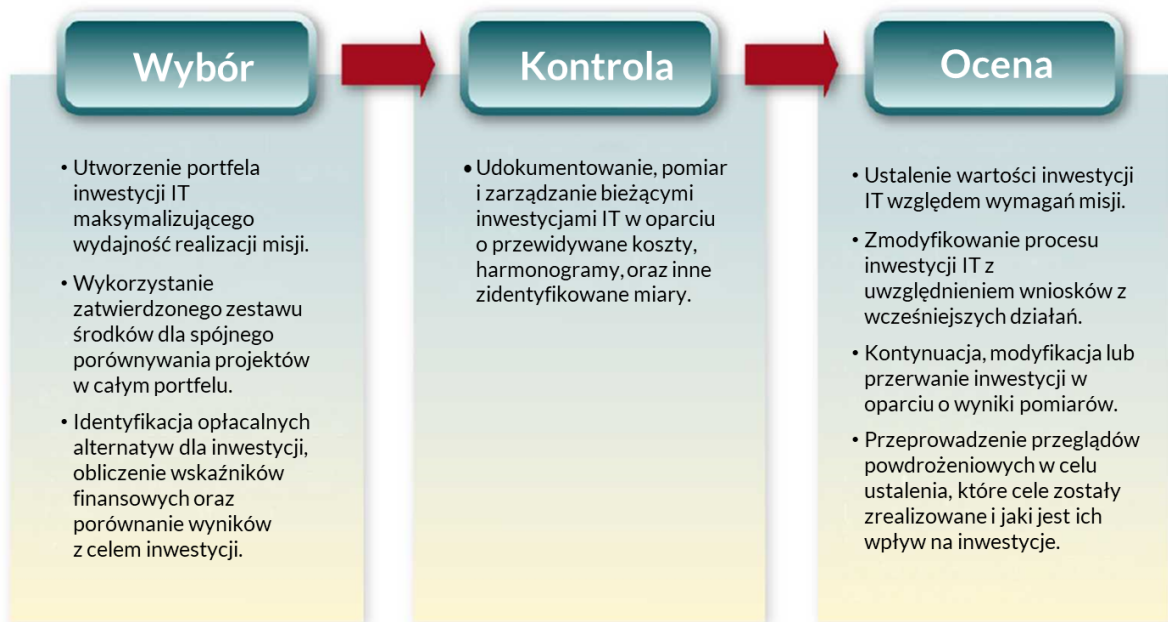 Wybór
• Utworzenie portfela
inwestycji IT
maksymalizującego
wydajność realizacji misji.
• Wykorzystanie
zatwierdzonego zestawu
środków dla spójnego
porównywania projektów
w całym portfelu.
• Identyfikacja opłacalnych
alternatyw dla inwestycji,
obliczenie wskaźników
finansowych oraz
porównanie wyników
z celem inwestycji.
Kontrola
• Udokumentowanie, pomiar
i zarządzanie bieżącymi
inwestycjami IT w oparciu
o przewidywane koszty,
harmonogramy, oraz inne
zidentyfikowane miary.
Ocena
• Ustalenie wartości inwestycji
IT względem wymagań misji.
• Zmodyfikowanie procesu
inwestycji IT z
uwzględnieniem wniosków z
wcześniejszych działań.
• Kontynuacja, modyfikacja lub
przerwanie inwestycji w
oparciu o wyniki pomiarów.
• Przeprowadzenie przeglądów
powdrożeniowych w celu
ustalenia, które cele zostały
zrealizowane i jaki jest ich
wpływ na inwestycje.